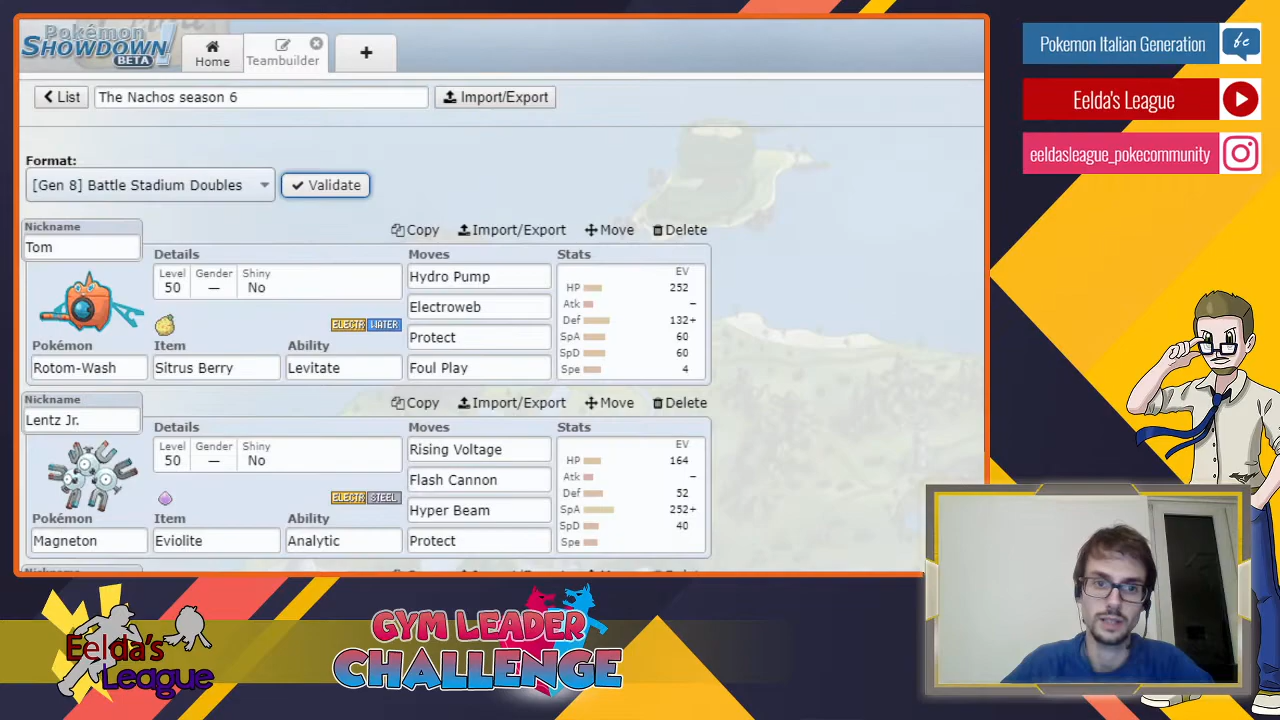 Pokémon
SHOWDOWN!
BETA
Home
Teambuilder
+
List
The Nachos season 6
Import/Export
Format:
[Gen 8] Battle Stadium Doubles
Validate
Nickname
Tom
Copy Import/Export Move Delete
Details
Level Gender Shiny
50 — No
ELECTR WATER
Pokémon Item Ability
Rotom-Wash Sitrus Berry Levitate
Moves
Hydro Pump
Electroweb
Protect
Foul Play
Stats
EV
HP 252
Atk –
Def 132+
SpA 60
SpD 60
Spe 4
Nickname
Lentz Jr.
Copy Import/Export Move Delete
Details
Level Gender Shiny
50 — No
ELECTR STEEL
Pokémon Item Ability
Magneton Eviolite Analytic
Moves
Rising Voltage
Flash Cannon
Hyper Beam
Protect
Stats
EV
HP 164
Atk –
Def 52
SpA 252+
SpD 40
Spe
Pokemon Italian Generation
Eelda's League
eeldasleague_pokecommunity
Eelda's
League
GYM LEADER
CHALLENGE